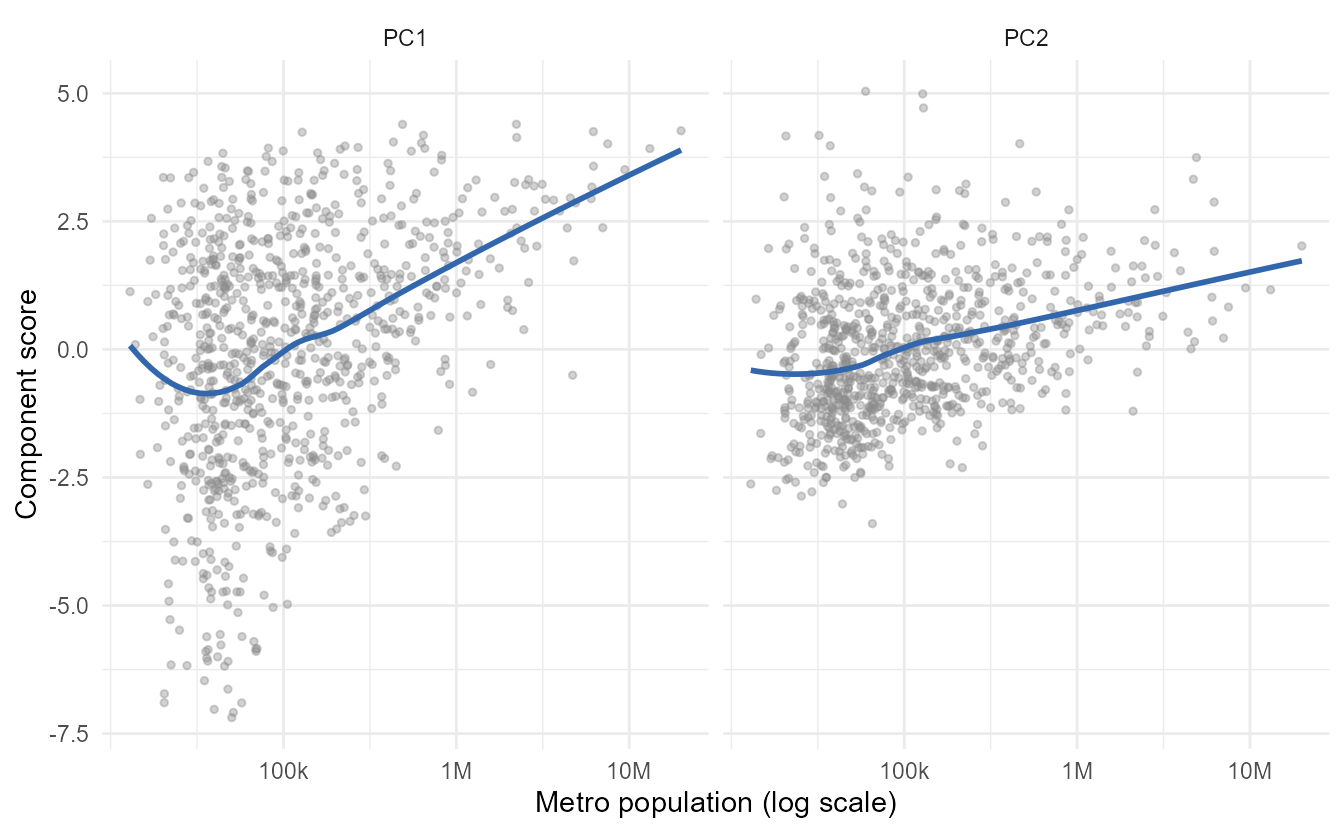 PC1
PC2
5.0
2.5
0.0
-2.5
-5.0
-7.5
100k
1M
10M
100k
1M
10M
Component score
Metro population (log scale)